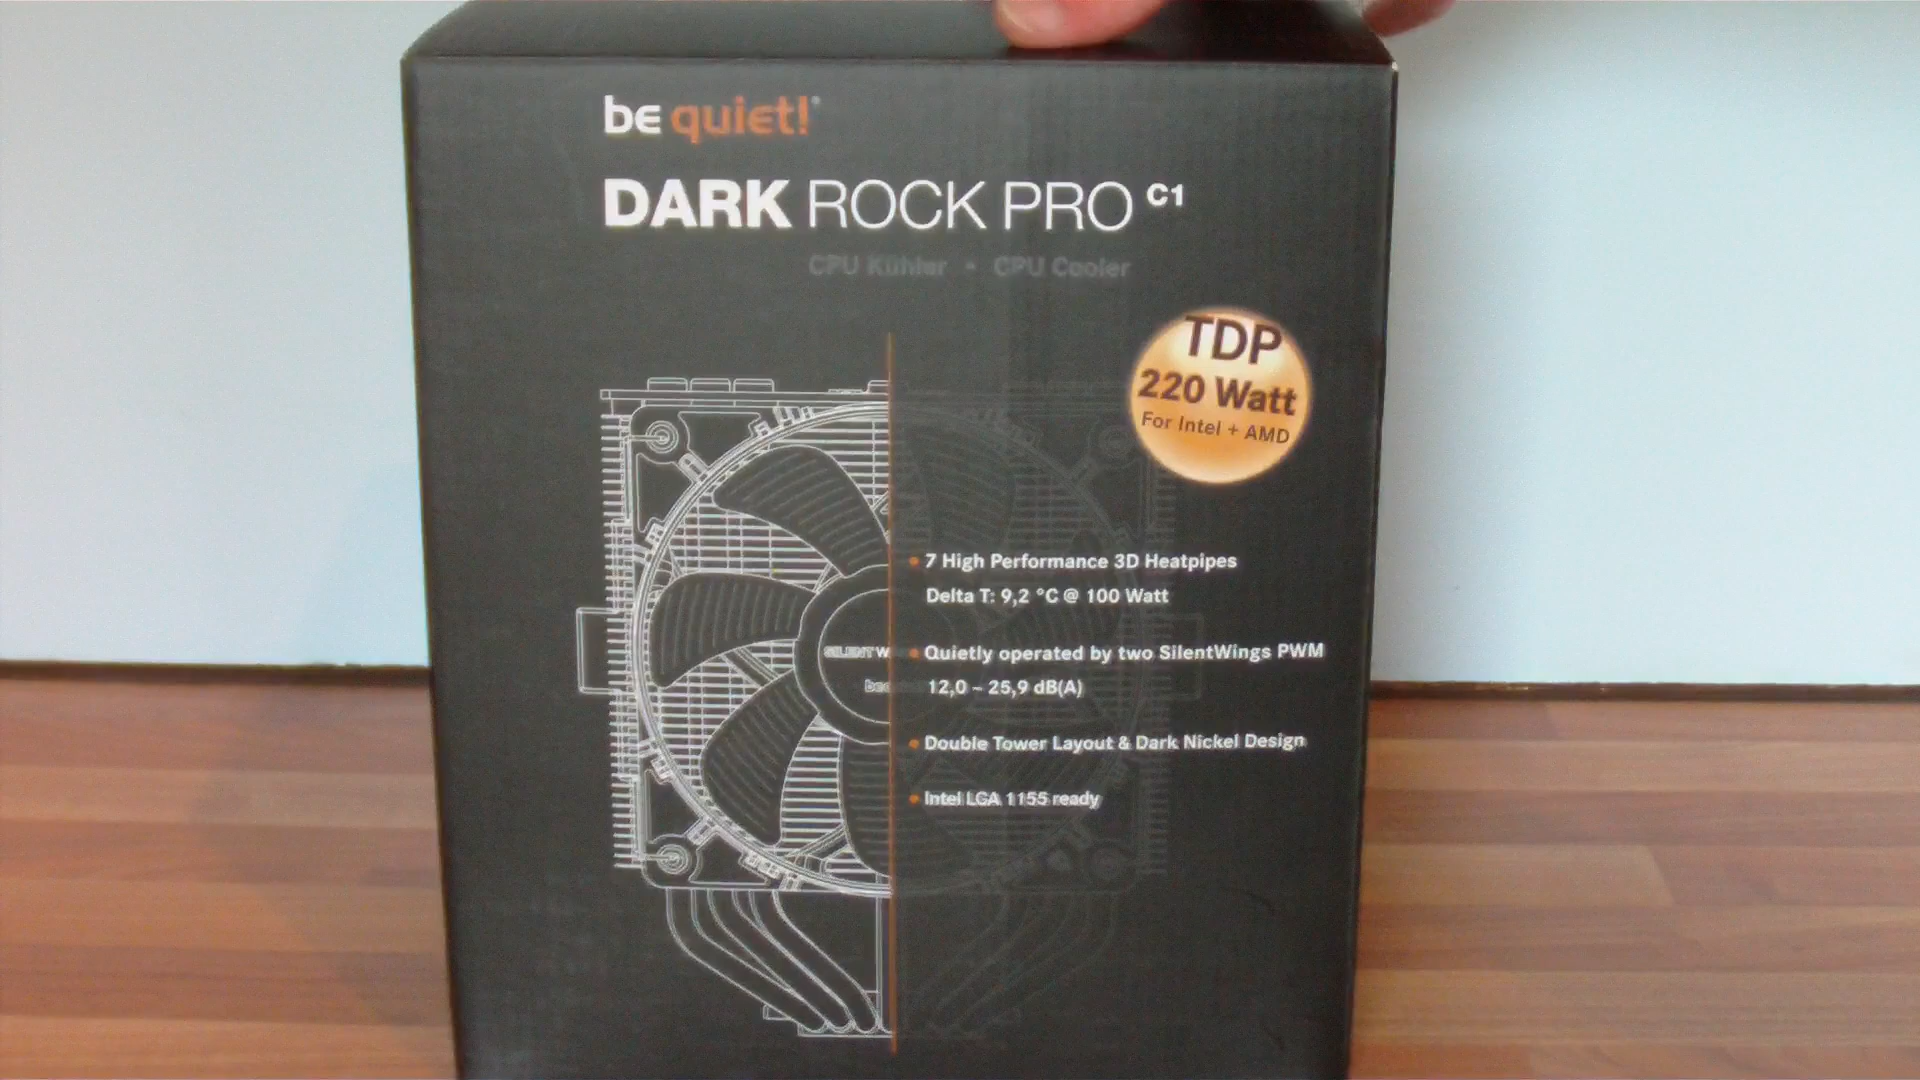 be quiet!®
DARK ROCK PRO C1
CPU Kühler • CPU Cooler
TDP
220 Watt
For Intel + AMD
• 7 High Performance 3D Heatpipes
Delta T: 9,2 °C @ 100 Watt
SILENT W
• Quietly operated by two SilentWings PWM
be
12,0 – 25,9 dB(A)
• Double Tower Layout & Dark Nickel Design
• Intel LGA 1155 ready